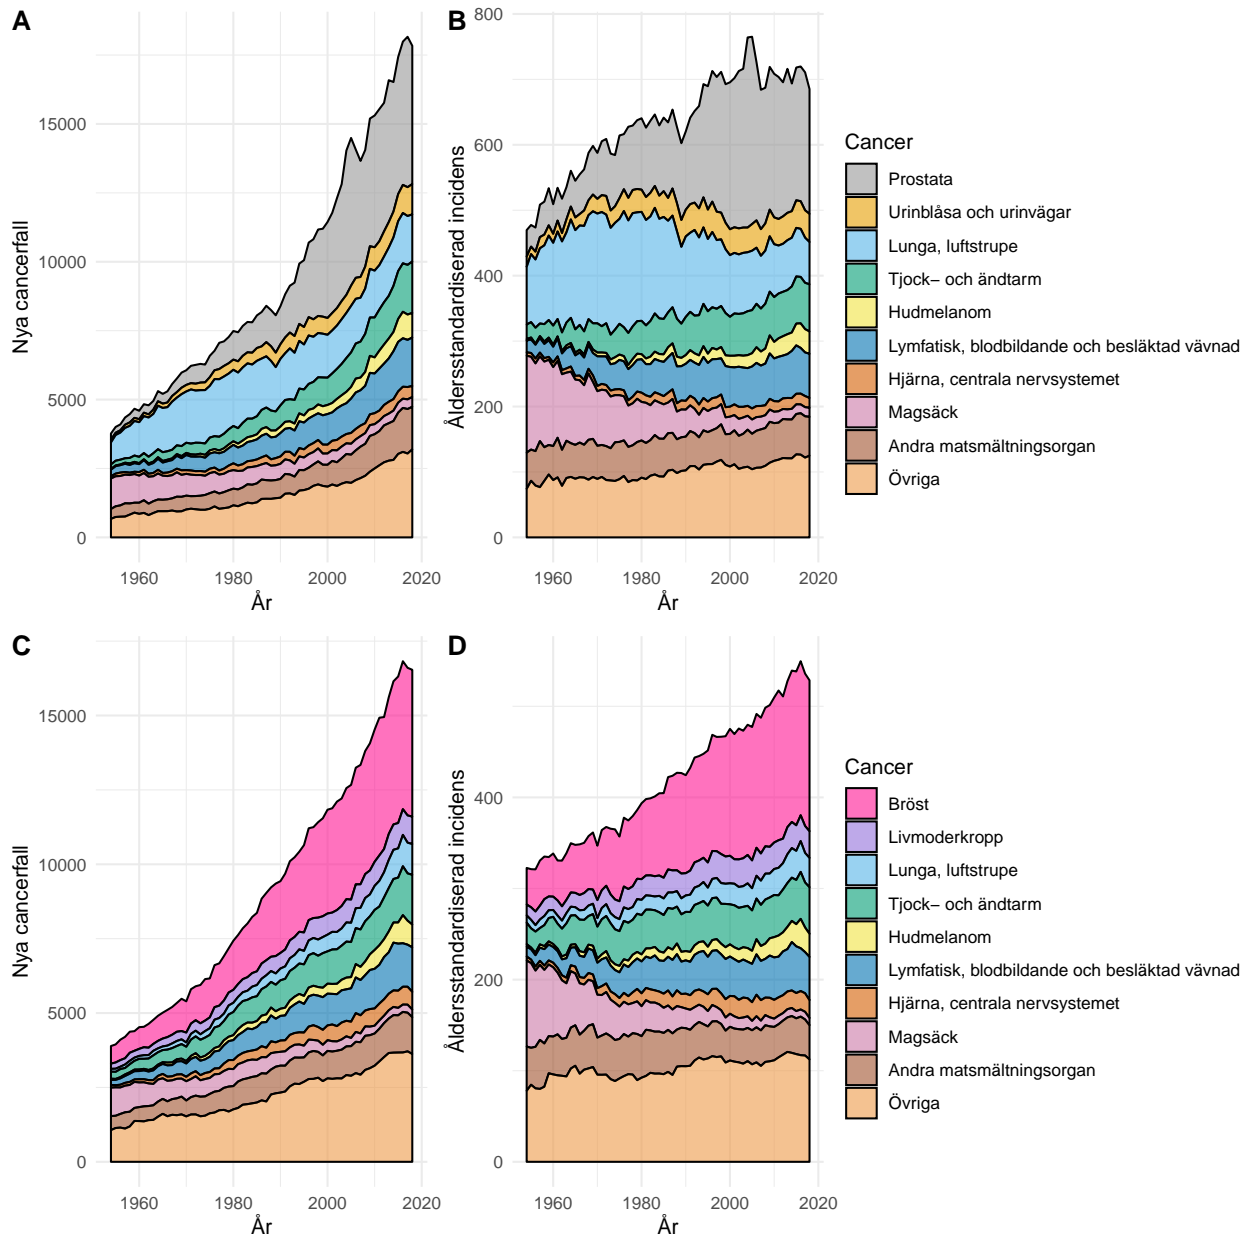 A
Nya cancerfall
15000
10000
5000
0
1960 1980 2000 2020
År
B
Åldersstandardiserad incidens
800
600
400
200
0
1960 1980 2000 2020
År
Cancer
Prostata
Urinblåsa och urinvägar
Lunga, luftstrupe
Tjock− och ändtarm
Hudmelanom
Lymfatisk, blodbildande och besläktad vävnad
Hjärna, centrala nervsystemet
Magsäck
Andra matsmältningsorgan
Övriga
C
Nya cancerfall
15000
10000
5000
0
1960 1980 2000 2020
År
D
Åldersstandardiserad incidens
400
200
0
1960 1980 2000 2020
År
Cancer
Bröst
Livmoderkropp
Lunga, luftstrupe
Tjock− och ändtarm
Hudmelanom
Lymfatisk, blodbildande och besläktad vävnad
Hjärna, centrala nervsystemet
Magsäck
Andra matsmältningsorgan
Övriga